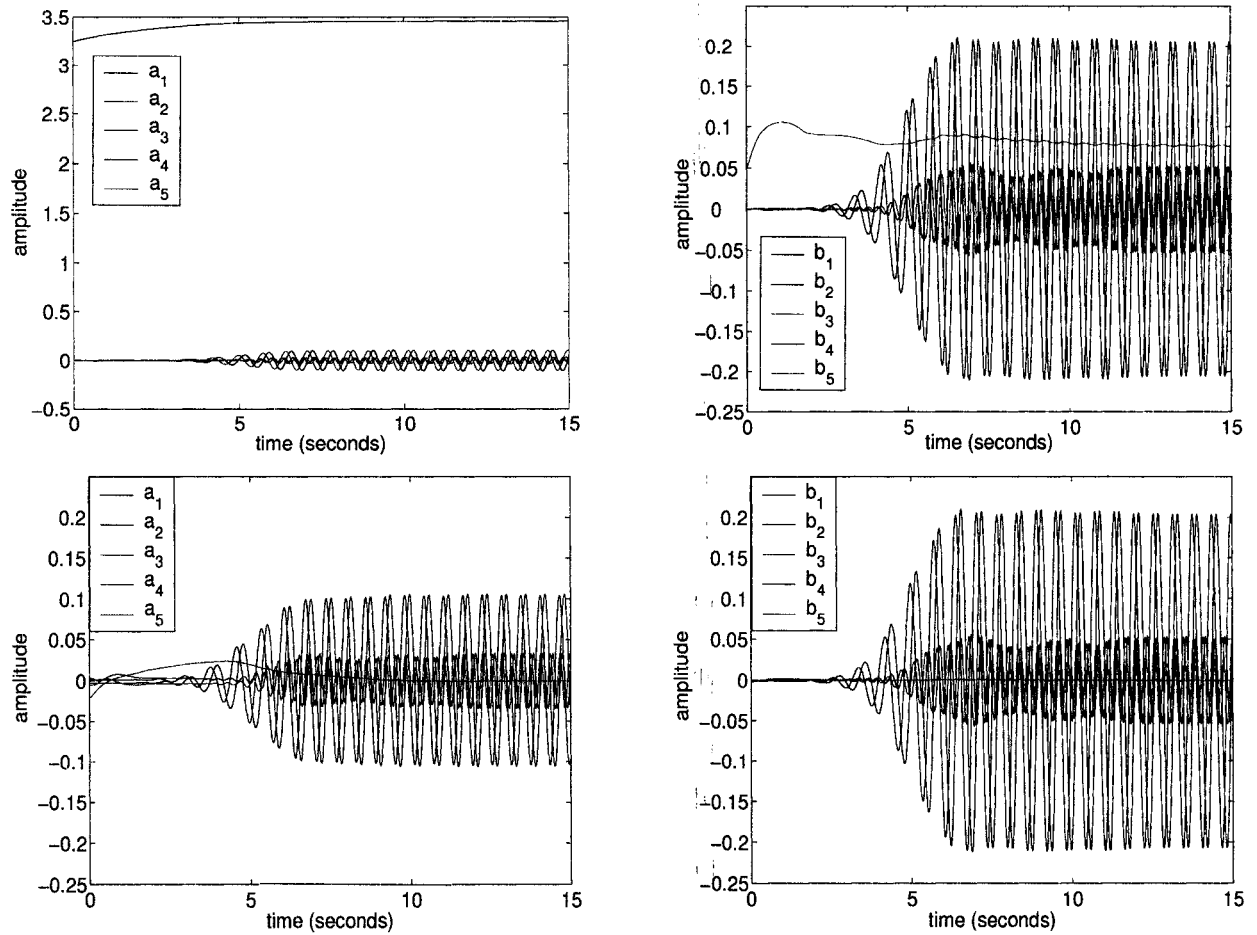 3.5
3
2.5
2
1.5
1
0.5
0
−0.5
amplitude
a1
a2
a3
a4
a5
0
5
10
15
time (seconds)
0.2
0.15
0.1
0.05
0
−0.05
−0.1
−0.15
−0.2
−0.25
amplitude
b1
b2
b3
b4
b5
0
5
10
15
time (seconds)
0.2
0.15
0.1
0.05
0
−0.05
−0.1
−0.15
−0.2
−0.25
amplitude
a1
a2
a3
a4
a5
0
5
10
15
time (seconds)
0.2
0.15
0.1
0.05
0
−0.05
−0.1
−0.15
−0.2
−0.25
amplitude
b1
b2
b3
b4
b5
0
5
10
15
time (seconds)